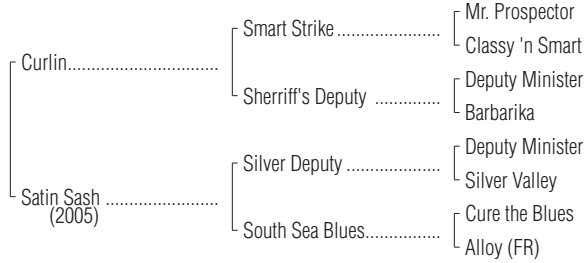 Mr. Prospector
Smart Strike ......................
Classy 'n Smart
Curlin................................
Deputy Minister
Sherriff's Deputy ..............
Barbarika
Deputy Minister
Silver Deputy ....................
Silver Valley
Satin Sash ........................
(2005)
Cure the Blues
South Sea Blues................
Alloy (FR)